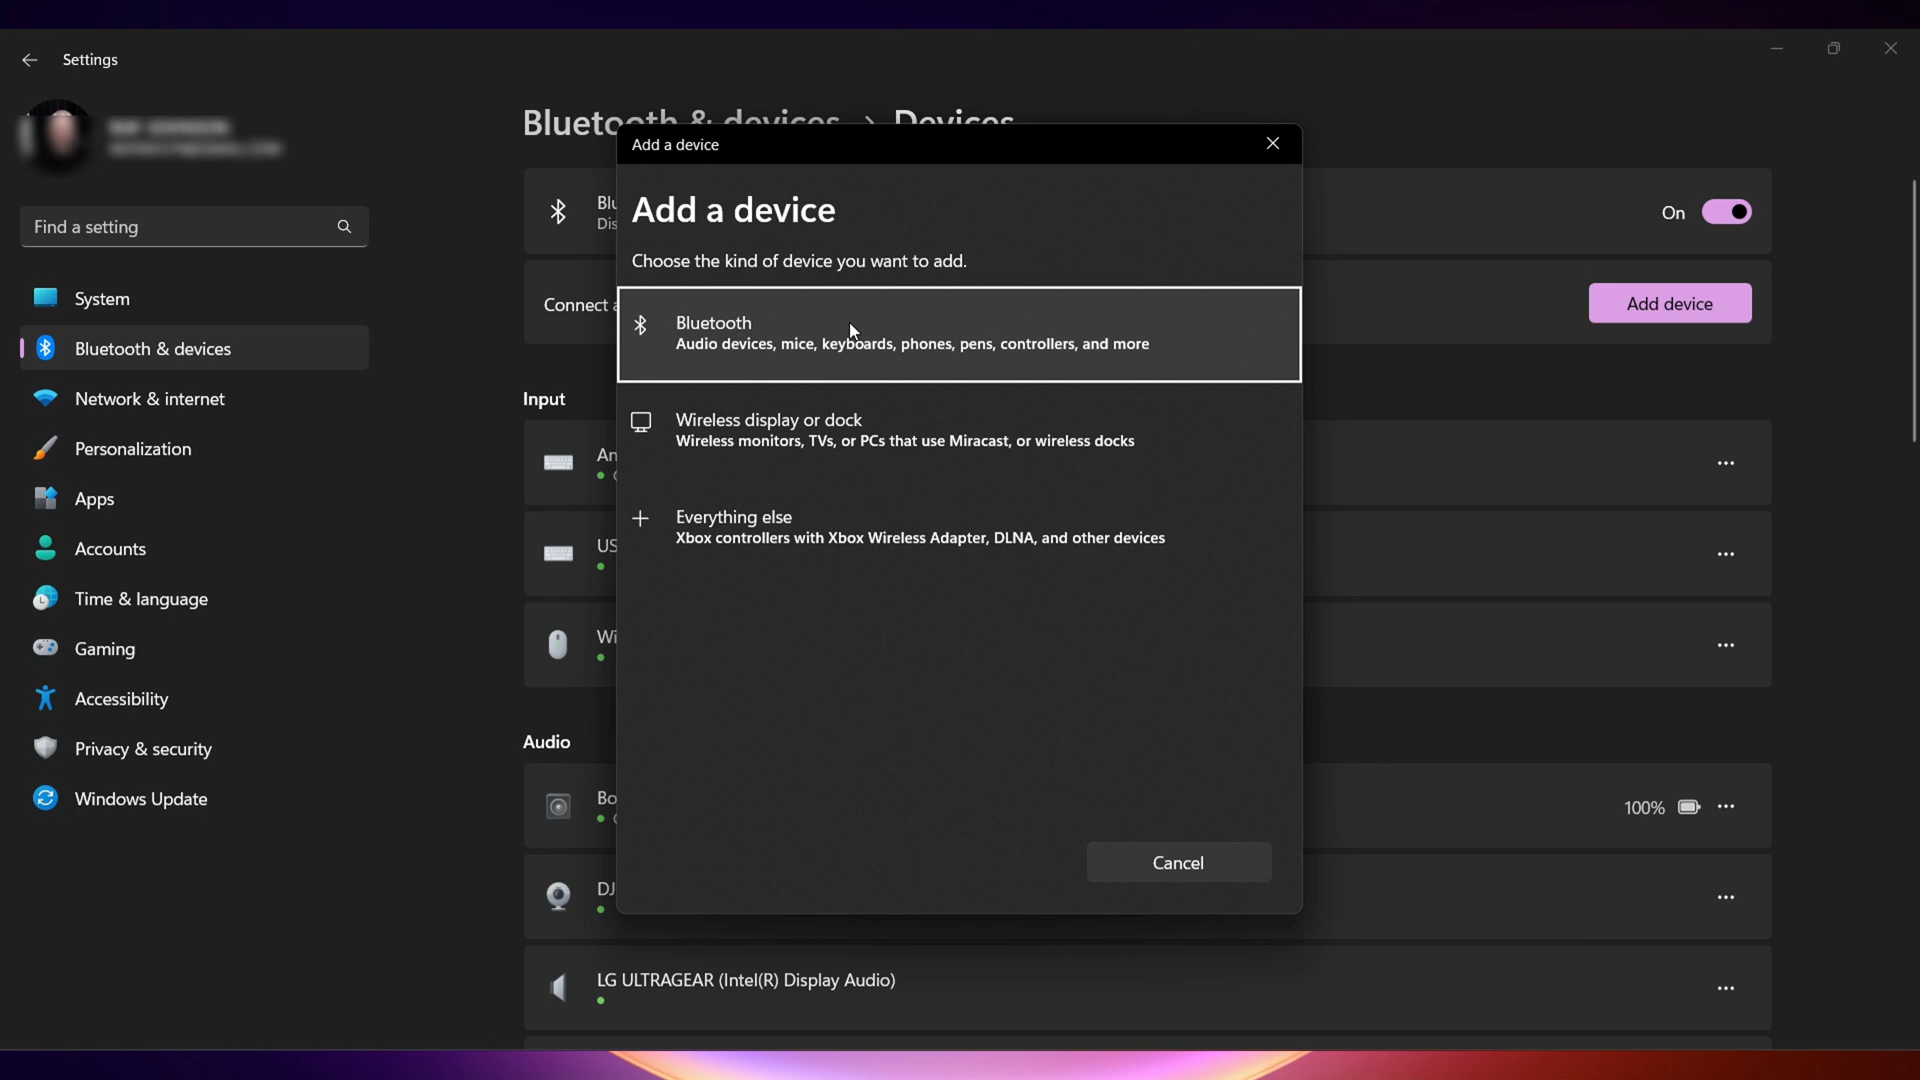 Settings
Find a setting
System
Bluetooth & devices
Network & internet
Personalization
Apps
Accounts
Time & language
Gaming
Accessibility
Privacy & security
Windows Update
Bluetooth & devices > Devices
On
Connect
Add device
Input
Audio
100%
LG ULTRAGEAR (Intel(R) Display Audio)
Add a device
Add a device
Choose the kind of device you want to add.
Bluetooth
Audio devices, mice, keyboards, phones, pens, controllers, and more
Wireless display or dock
Wireless monitors, TVs, or PCs that use Miracast, or wireless docks
Everything else
Xbox controllers with Xbox Wireless Adapter, DLNA, and other devices
Cancel